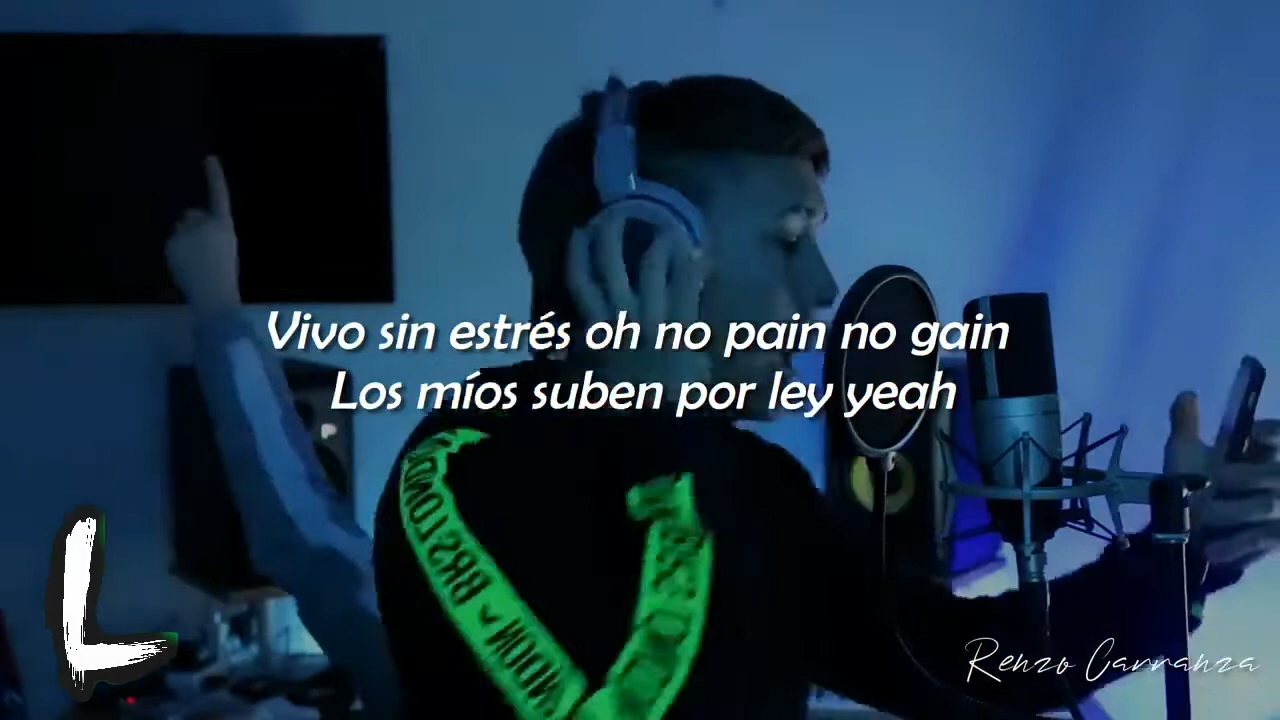 Vivo sin estrés oh no pain no gain
Los míos suben por ley yeah
L
Renzo Carranza